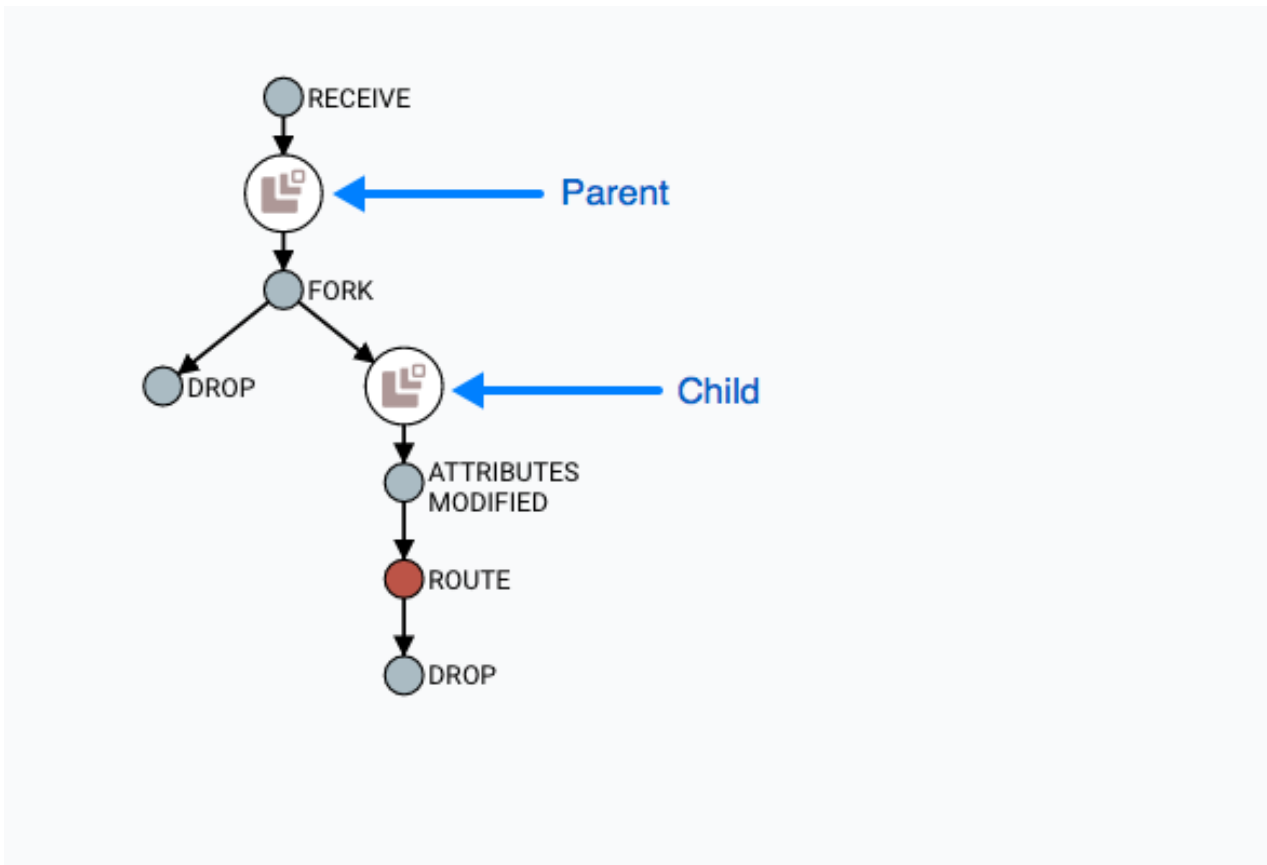 RECEIVE
Parent
FORK
DROP
Child
ATTRIBUTES
MODIFIED
ROUTE
DROP